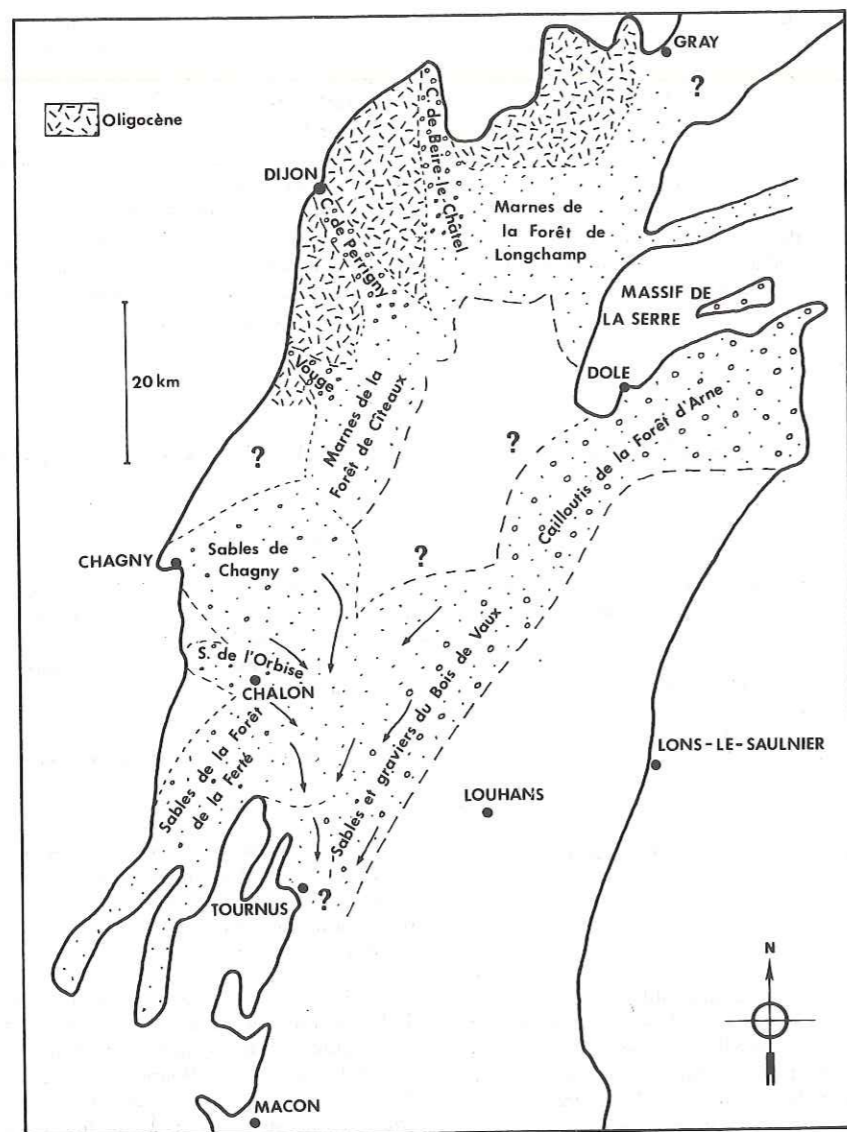 GRAY
?
Oligocène
C. de Beire-le Châtel
DIJON
C. de Perrigny
Marnes de
la Forêt de
Longchamp
MASSIF DE
LA SERRE
20 km
Vouge
DOLE
Marnes de la
Forêt de Cîteaux
?
?
Cailloutis de la Forêt d'Arne
CHAGNY
Sables de
Chagny
?
S. de l'Orbise
CHALON
Sables de la Forêt
de la Ferté
Sables et graviers du Bois de Vaux
LONS-LE-SAULNIER
LOUHANS
TOURNUS
?
N
MACON